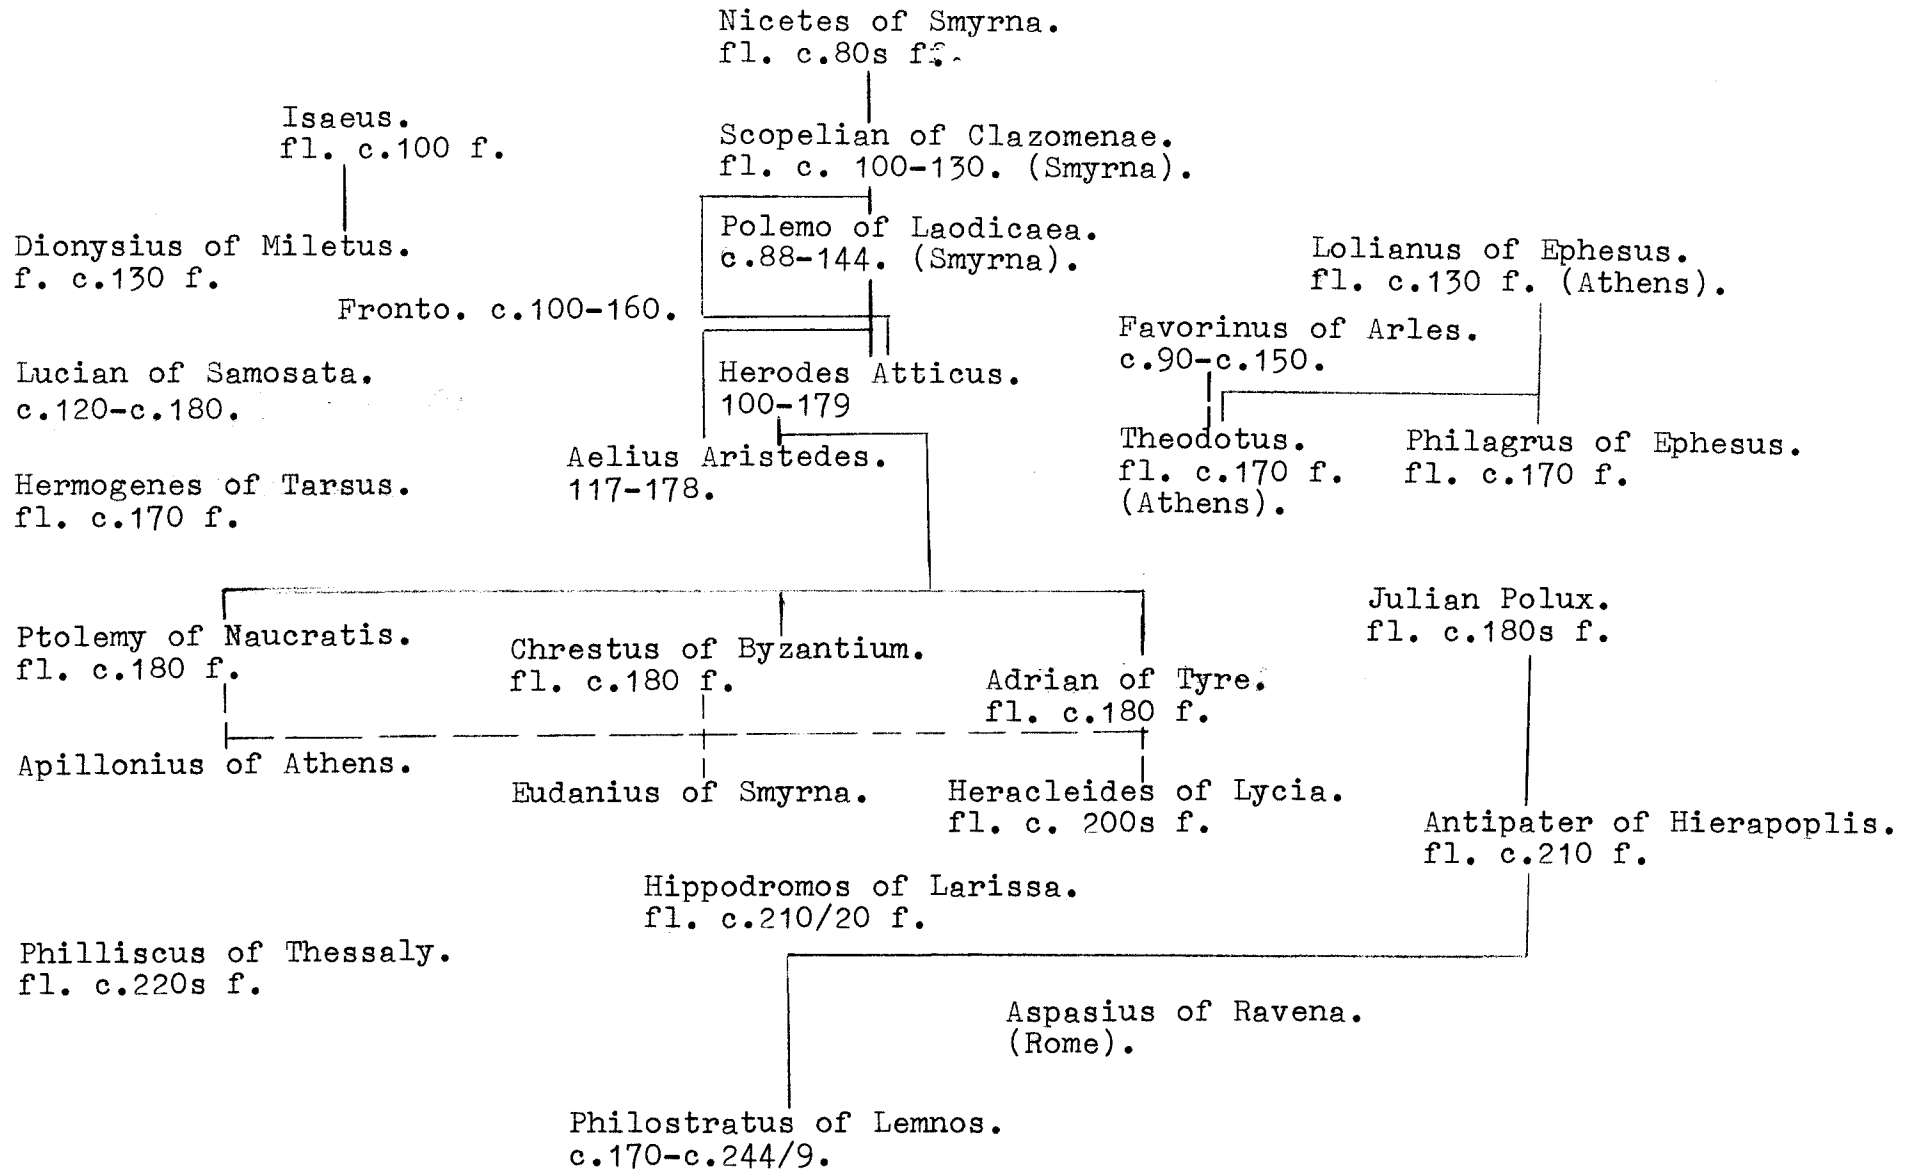 Nicetes of Smyrna.
fl. c.80s ff.
Isaeus.
fl. c.100 f.
Scopelian of Clazomenae.
fl. c. 100-130. (Smyrna).
Dionysius of Miletus.
f. c.130 f.
Polemo of Laodicaea.
c.88-144. (Smyrna).
Lolianus of Ephesus.
fl. c.130 f. (Athens).
Fronto. c.100-160.
Favorinus of Arles.
c.90-c.150.
Lucian of Samosata.
c.120-c.180.
Herodes Atticus.
100-179
Aelius Aristedes.
117-178.
Theodotus.
fl. c.170 f.
(Athens).
Philagrus of Ephesus.
fl. c.170 f.
Hermogenes of Tarsus.
fl. c.170 f.
Julian Polux.
fl. c.180s f.
Ptolemy of Naucratis.
fl. c.180 f.
Chrestus of Byzantium.
fl. c.180 f.
Adrian of Tyre.
fl. c.180 f.
Apillonius of Athens.
Eudanius of Smyrna.
Heracleides of Lycia.
fl. c. 200s f.
Antipater of Hierapoplis.
fl. c.210 f.
Hippodromos of Larissa.
fl. c.210/20 f.
Philliscus of Thessaly.
fl. c.220s f.
Aspasius of Ravena.
(Rome).
Philostratus of Lemnos.
c.170-c.244/9.